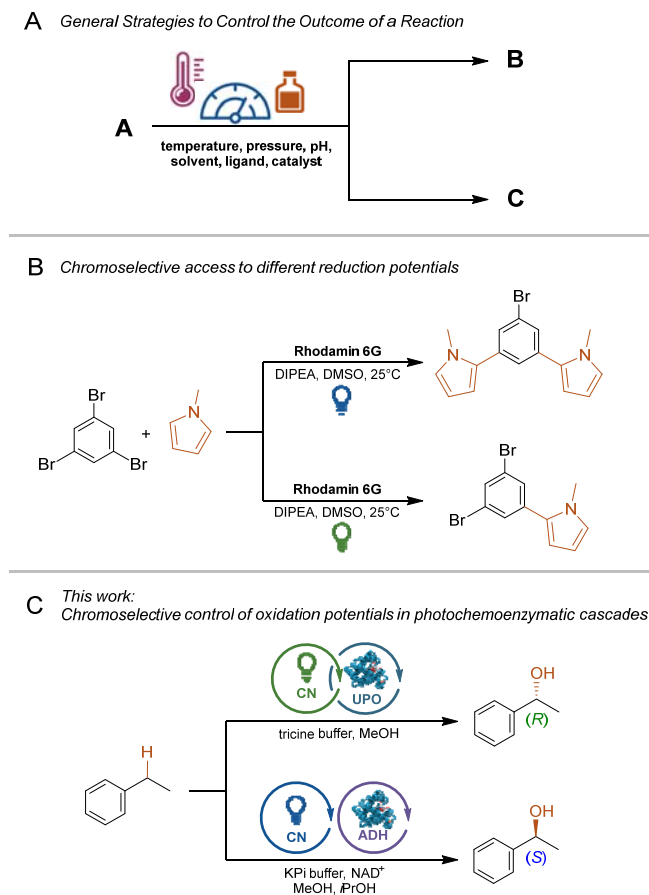 A General Strategies to Control the Outcome of a Reaction
A
temperature, pressure, pH,
solvent, ligand, catalyst
B
C
B Chromoselective access to different reduction potentials
Br
Br
Br
+
N
Rhodamin 6G
DIPEA, DMSO, 25°C
Br
N
N
Rhodamin 6G
DIPEA, DMSO, 25°C
Br
Br
N
C This work:
Chromoselective control of oxidation potentials in photochemoenzymatic cascades
H
CN
UPO
tricine buffer, MeOH
OH
(R)
CN
ADH
KPi buffer, NAD+
MeOH, iPrOH
OH
(S)